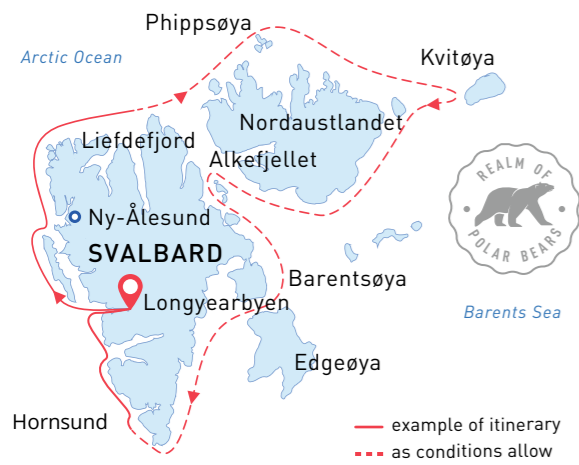 Phippsøya
Arctic Ocean
Kvitøya
Nordaustlandet
Liefdefjord
Alkefjellet
REALM OF
POLAR BEARS
Ny-Ålesund
SVALBARD
Barentsøya
Longyearbyen
Barents Sea
Edgeøya
Hornsund
example of itinerary
as conditions allow